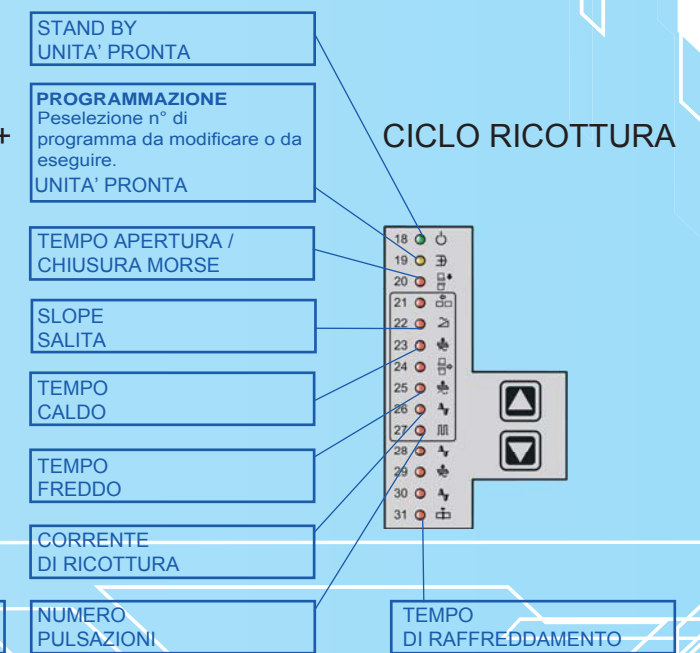 STAND BY
UNITA' PRONTA
PROGRAMMAZIONE
Peselezione n° di
programma da modificare o da
eseguire.
UNITA' PRONTA
+
CICLO RICOTTURA
TEMPO APERTURA /
CHIUSURA MORSE
SLOPE
SALITA
TEMPO
CALDO
TEMPO
FREDDO
CORRENTE
DI RICOTTURA
NUMERO
PULSAZIONI
18
19
20
21
22
23
24
25
26
27
28
29
30
31
TEMPO
DI RAFFREDDAMENTO